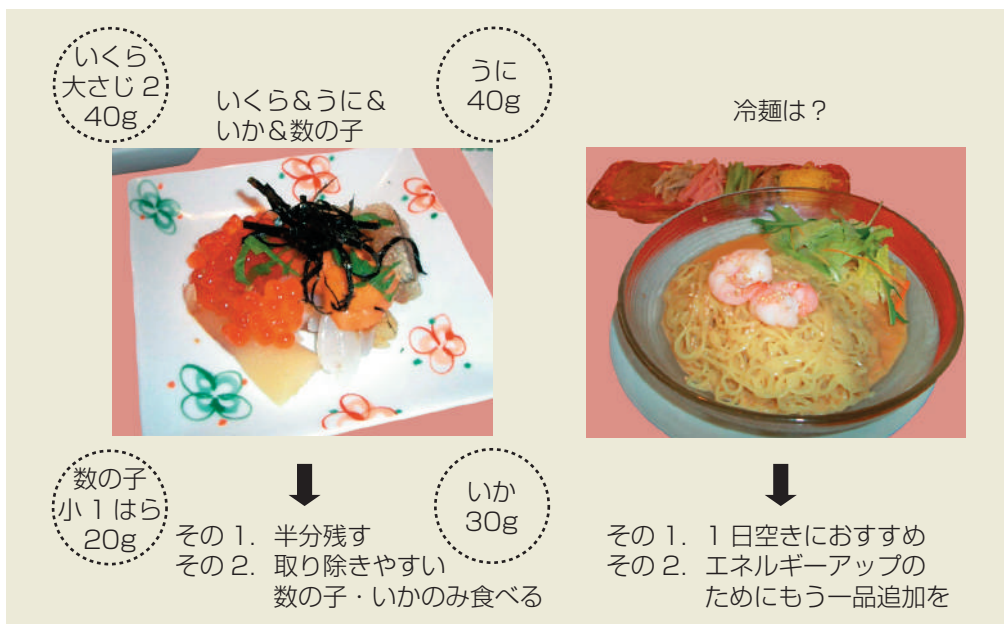 いくら
大さじ 2
40g
いくら＆うに＆
いか＆数の子
うに
40g
冷麺は？
数の子
小 1 はら
20g
いか
30g
その 1. 半分残す
その 2. 取り除きやすい
数の子・いかのみ食べる
その 1. 1 日空きにおすすめ
その 2. エネルギーアップの
ためにもう一品追加を